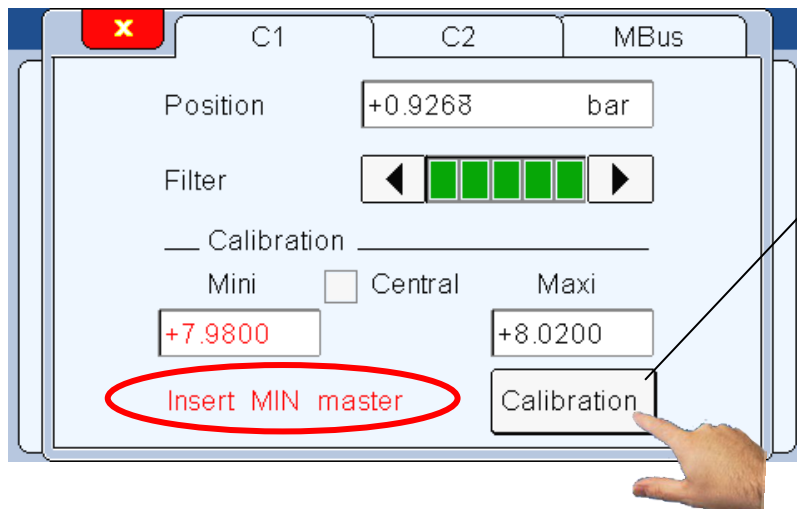 x C1 C2 MBus
Position +0.9268 bar
Filter
Calibration
Mini Central Maxi
+7.9800 +8.0200
Insert MIN master Calibration